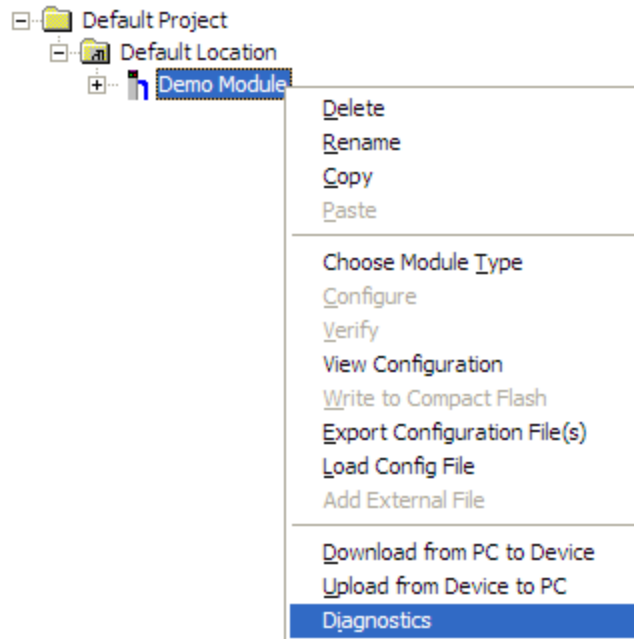 Default Project
Default Location
Demo Module
Delete
Rename
Copy
Paste
Choose Module Type
Configure
Verify
View Configuration
Write to Compact Flash
Export Configuration File(s)
Load Config File
Add External File
Download from PC to Device
Upload from Device to PC
Diagnostics